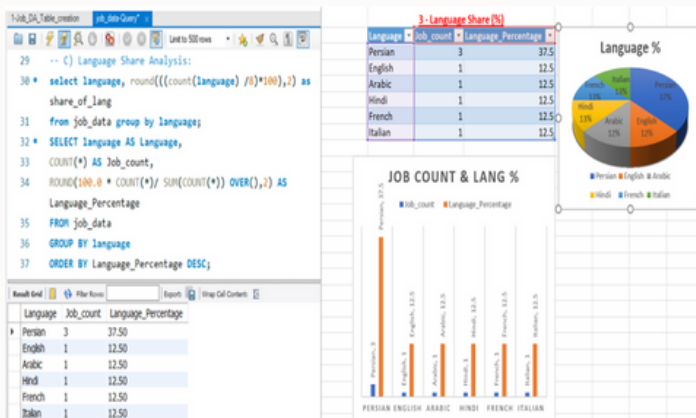 1-Job_DA_Table_creation job_data-Query*
Limit to 500 rows
29 -- C) Language Share Analysis:
30 select language, round(((count(language) /8)*100),2) as
share_of_lang
31 from job_data group by language;
32 SELECT language AS Language,
33 COUNT(*) AS Job_count,
34 ROUND(100.0 * COUNT(*)/ SUM(COUNT(*)) OVER(),2) AS
Language_Percentage
35 FROM job_data
36 GROUP BY language
37 ORDER BY Language_Percentage DESC;
Result Grid Filter Rows: Export: Wrap Cell Content:
Language Job_count Language_Percentage
Persian 3 37.50
English 1 12.50
Arabic 1 12.50
Hindi 1 12.50
French 1 12.50
Italian 1 12.50
3 - Language Share (%)
Language Job_count Language_Percentage
Persian 3 37.5
English 1 12.5
Arabic 1 12.5
Hindi 1 12.5
French 1 12.5
Italian 1 12.5
Language %
Italian
13%
French
13%
Persian
37%
Hindi
13%
Arabic
12%
English
12%
Persian English Arabic
Hindi French Italian
JOB COUNT & LANG %
Job_count Language_Percentage
Persian, 3
Persian, 37.5
English, 1
English, 12.5
Arabic, 1
Arabic, 12.5
Hindi, 1
Hindi, 12.5
French, 1
French, 12.5
Italian, 1
Italian, 12.5
PERSIAN ENGLISH ARABIC HINDI FRENCH ITALIAN